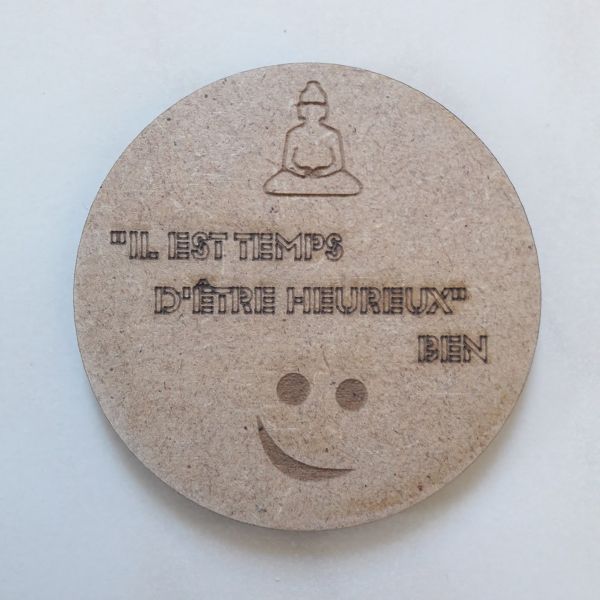 "IL EST TEMPS
D'ÊTRE HEUREUX"
BEN